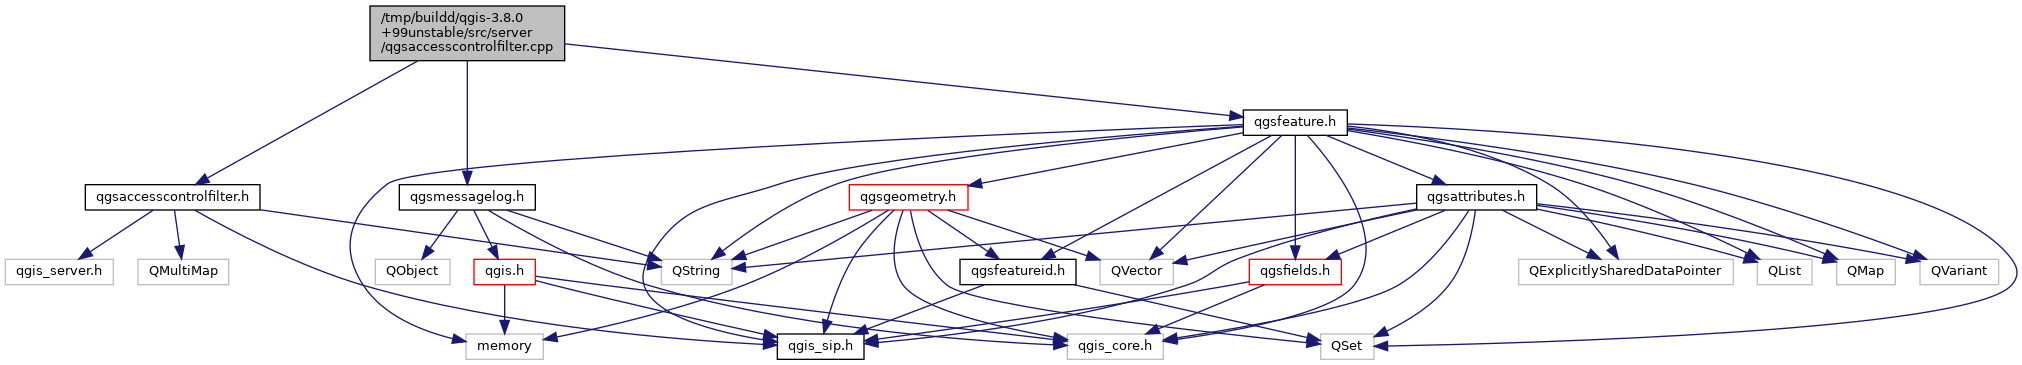 /tmp/buildd/qgis-3.8.0
+99unstable/src/server
/qgsaccesscontrolfilter.cpp
qgsfeature.h
qgsaccesscontrolfilter.h
qgsmessagelog.h
qgsgeometry.h
qgsattributes.h
qgis_server.h
QMultiMap
QObject
qgis.h
QString
qgsfeatureid.h
QVector
qgsfields.h
QExplicitlySharedDataPointer
QList
QMap
QVariant
memory
qgis_sip.h
qgis_core.h
QSet